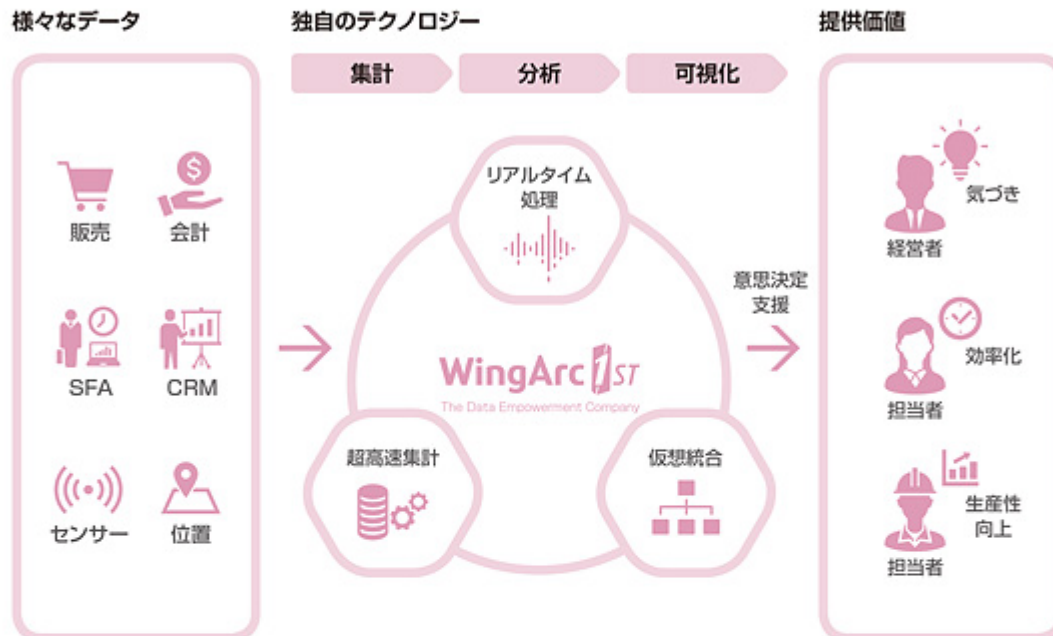 様々なデータ
販売
会計
SFA
CRM
センサー
位置
独自のテクノロジー
集計
分析
可視化
リアルタイム
処理
WingArc1ST
The Data Empowerment Company
超高速集計
仮想統合
意思決定
支援
提供価値
気づき
経営者
効率化
担当者
生産性
向上
担当者